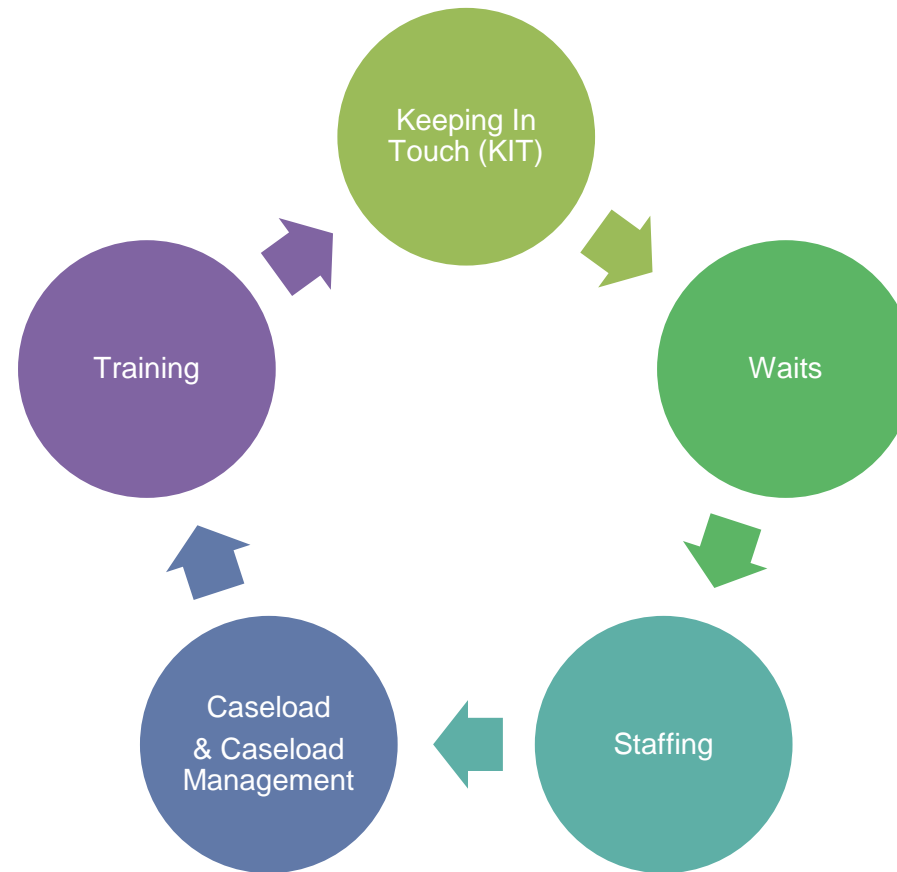 Keeping In
Touch (KIT)
Waits
Staffing
Caseload
& Caseload
Management
Training